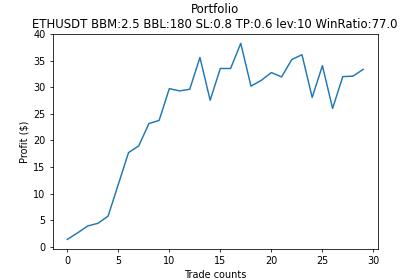 Portfolio
ETHUSDT BBM:2.5 BBL:180 SL:0.8 TP:0.6 lev:10 WinRatio:77.0
40
35
30
25
20
15
10
5
0
Profit ($)
0 5 10 15 20 25 30
Trade counts